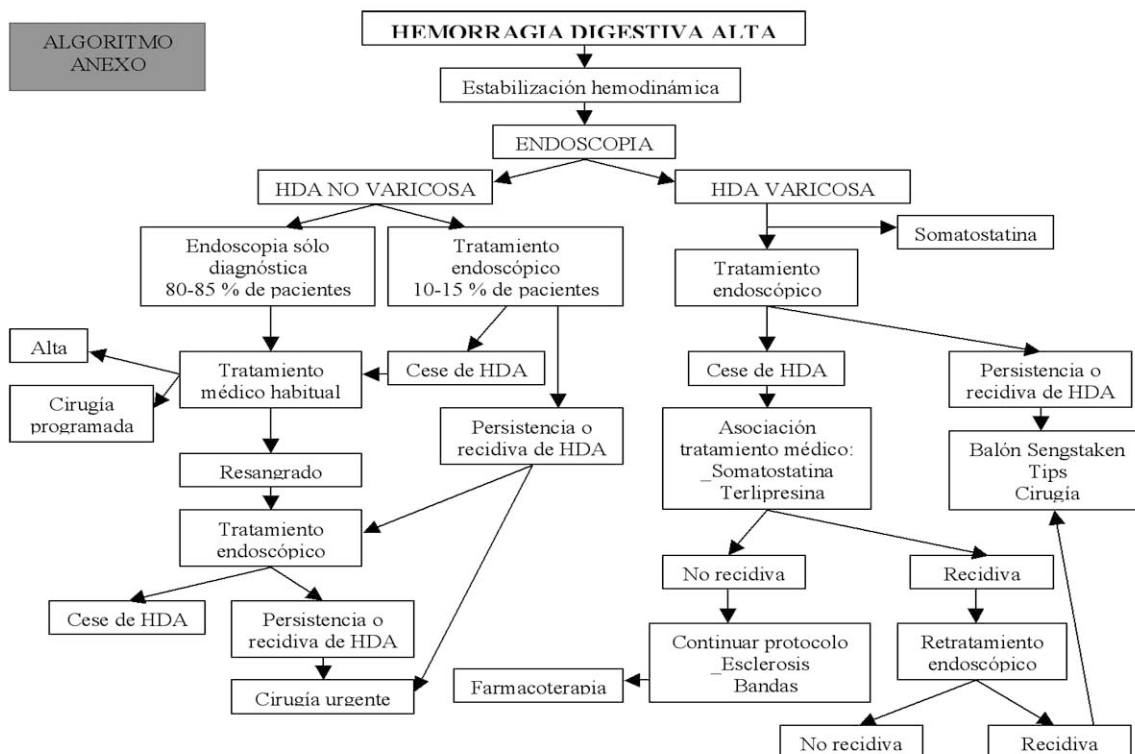 ALGORITMO
ANEXO
HEMORRAGIA DIGESTIVA ALTA
Estabilización hemodinámica
ENDOSCOPIA
HDA NO VARICOSA
HDA VARICOSA
Somatostatina
Endoscopia sólo
diagnóstica
80-85 % de pacientes
Tratamiento
endoscópico
10-15 % de pacientes
Tratamiento
endoscópico
Alta
Cirugía
programada
Tratamiento
médico habitual
Cese de HDA
Cese de HDA
Persistencia o
recidiva de HDA
Persistencia o
recidiva de HDA
Asociación
tratamiento médico:
_Somatostatina
_Terlipresina
Balón Sengstaken
Tips
Cirugía
Resangrado
Tratamiento
endoscópico
No recidiva
Recidiva
Cese de HDA
Persistencia o
recidiva de HDA
Continuar protocolo
_Esclerosis
_Bandas
Retratamiento
endoscópico
Cirugía urgente
Farmacoterapia
No recidiva
Recidiva